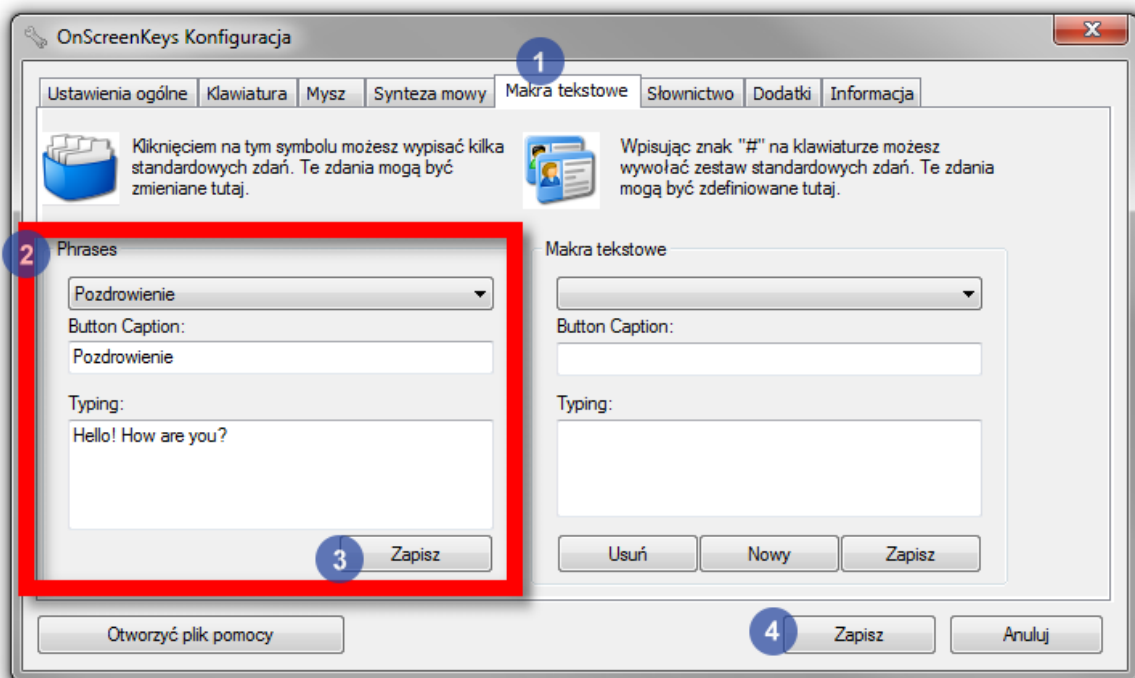 OnScreenKeys Konfiguracja
1
Ustawienia ogólne Klawiatura Mysz Synteza mowy Makra tekstowe Słownictwo Dodatki Informacja
Kliknięciem na tym symbolu możesz wypisać kilka
standardowych zdań. Te zdania mogą być
zmieniane tutaj.
Wpisując znak "#" na klawiaturze możesz
wywołać zestaw standardowych zdań. Te zdania
mogą być zdefiniowane tutaj.
2
Phrases
Pozdrowienie
Button Caption:
Pozdrowienie
Typing:
Hello! How are you?
3
Zapisz
Makra tekstowe
Button Caption:
Typing:
Usuń Nowy Zapisz
Otworzyć plik pomocy
4
Zapisz Anuluj